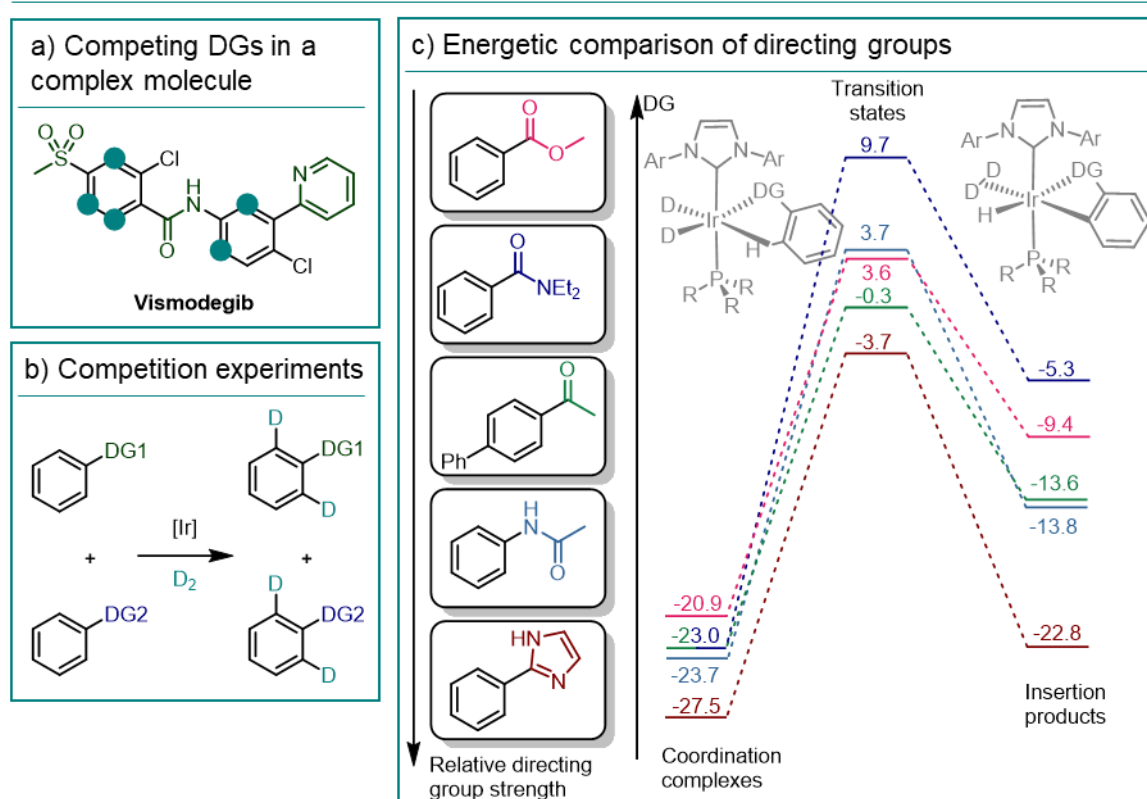 a) Competing DGs in a
complex molecule
O
O
S
Cl
H
N
O
N
Cl
Vismodegib
b) Competition experiments
DG1
+
DG2
[Ir]
D2
D
DG1
D
+
D
DG2
D
c) Energetic comparison of directing groups
O
O
O
NEt2
O
Ph
H
N
O
HN
N
Relative directing
group strength
DG
Transition
states
Ar
N
N
Ar
D
D
Ir
DG
H
P
R
R
R
Ar
N
N
Ar
D
D
H
Ir
DG
P
R
R
R
9.7
3.7
3.6
-0.3
-3.7
-5.3
-9.4
-13.6
-13.8
-22.8
-20.9
-23.0
-23.7
-27.5
Coordination
complexes
Insertion
products